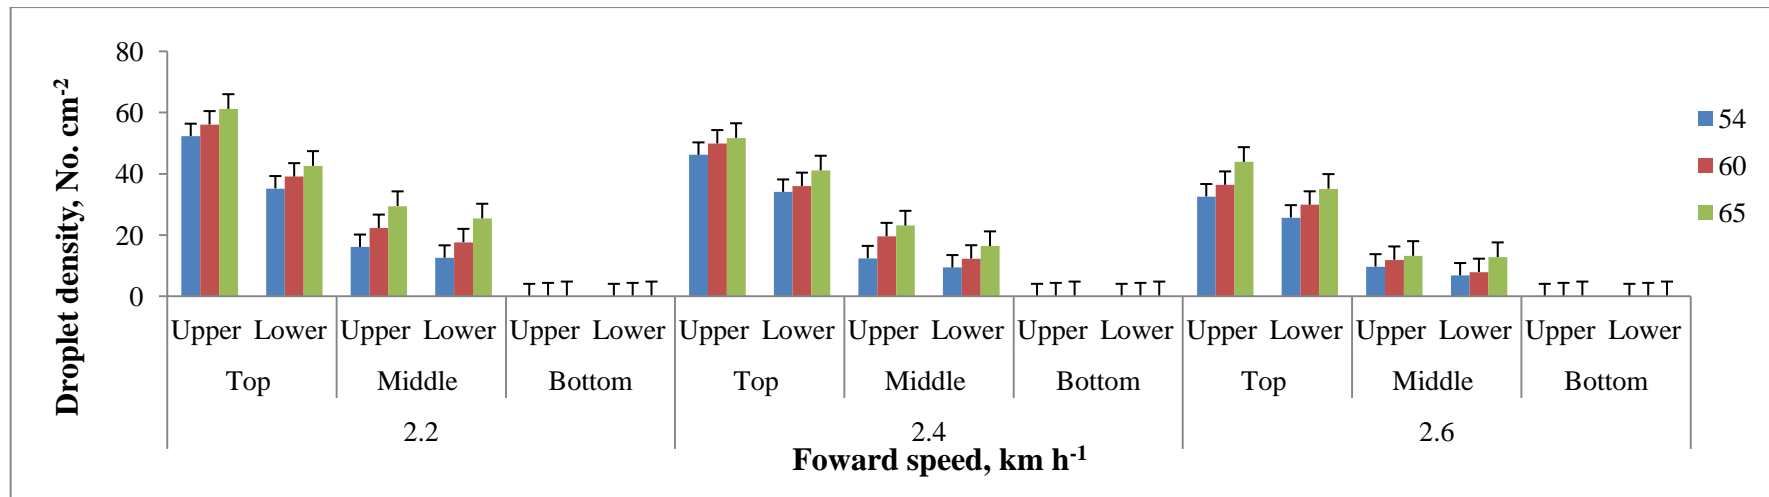 Droplet density, No. cm-2
80
60
40
20
0
Upper Lower Upper Lower Upper Lower Upper Lower Upper Lower Upper Lower Upper Lower Upper Lower Upper Lower
Top Middle Bottom Top Middle Bottom Top Middle Bottom
2.2 2.4 2.6
Foward speed, km h-1
54
60
65